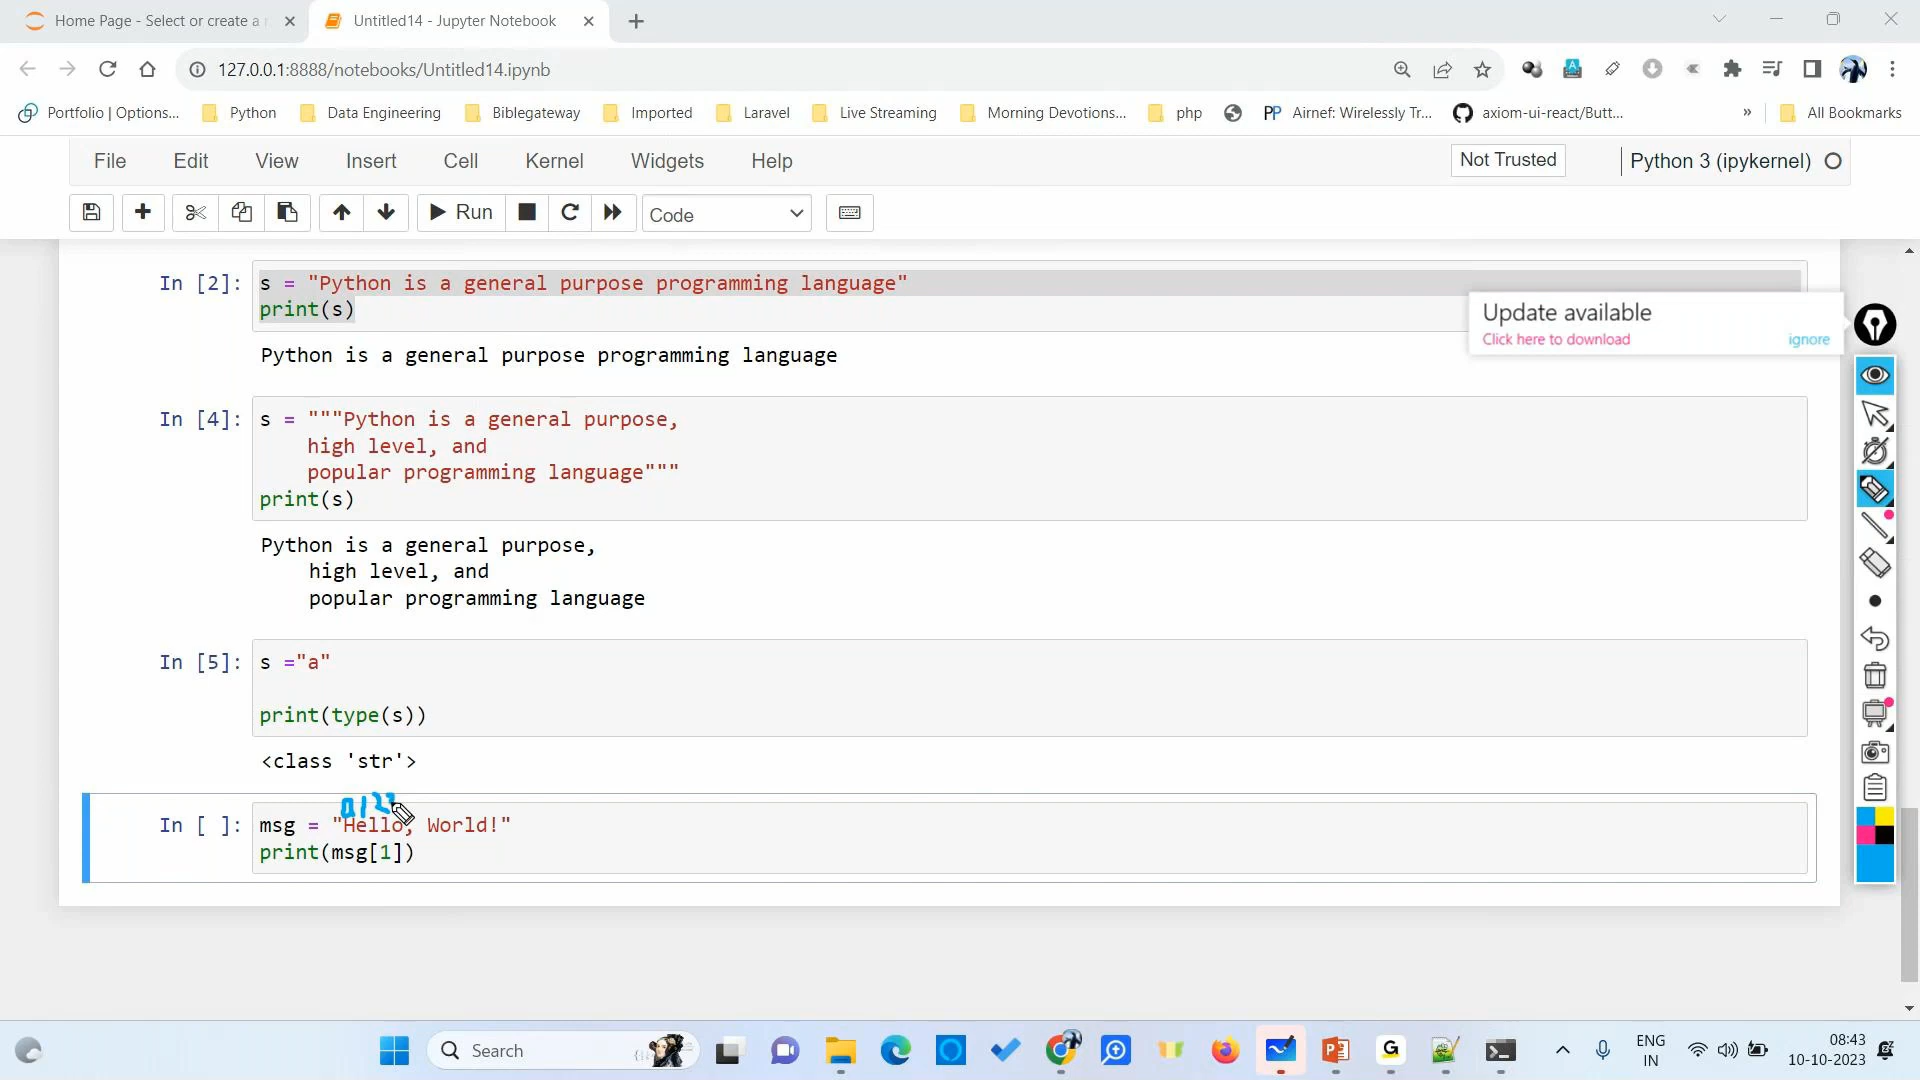 Home Page - Select or create a n
Untitled14 - Jupyter Notebook
127.0.0.1:8888/notebooks/Untitled14.ipynb
Portfolio | Options... Python Data Engineering Biblegateway Imported Laravel Live Streaming Morning Devotions... php Airnef: Wirelessly Tr... axiom-ui-react/Butt... » All Bookmarks
File Edit View Insert Cell Kernel Widgets Help Not Trusted Python 3 (ipykernel)
Run Code
In [2]: s = "Python is a general purpose programming language"
print(s)
Update available
Click here to download ignore
Python is a general purpose programming language
In [4]: s = """Python is a general purpose,
high level, and
popular programming language"""
print(s)
Python is a general purpose,
high level, and
popular programming language
In [5]: s ="a"
print(type(s))
<class 'str'>
012
In [ ]: msg = "Hello, World!"
print(msg[1])
Search
ENG
IN
08:43
10-10-2023